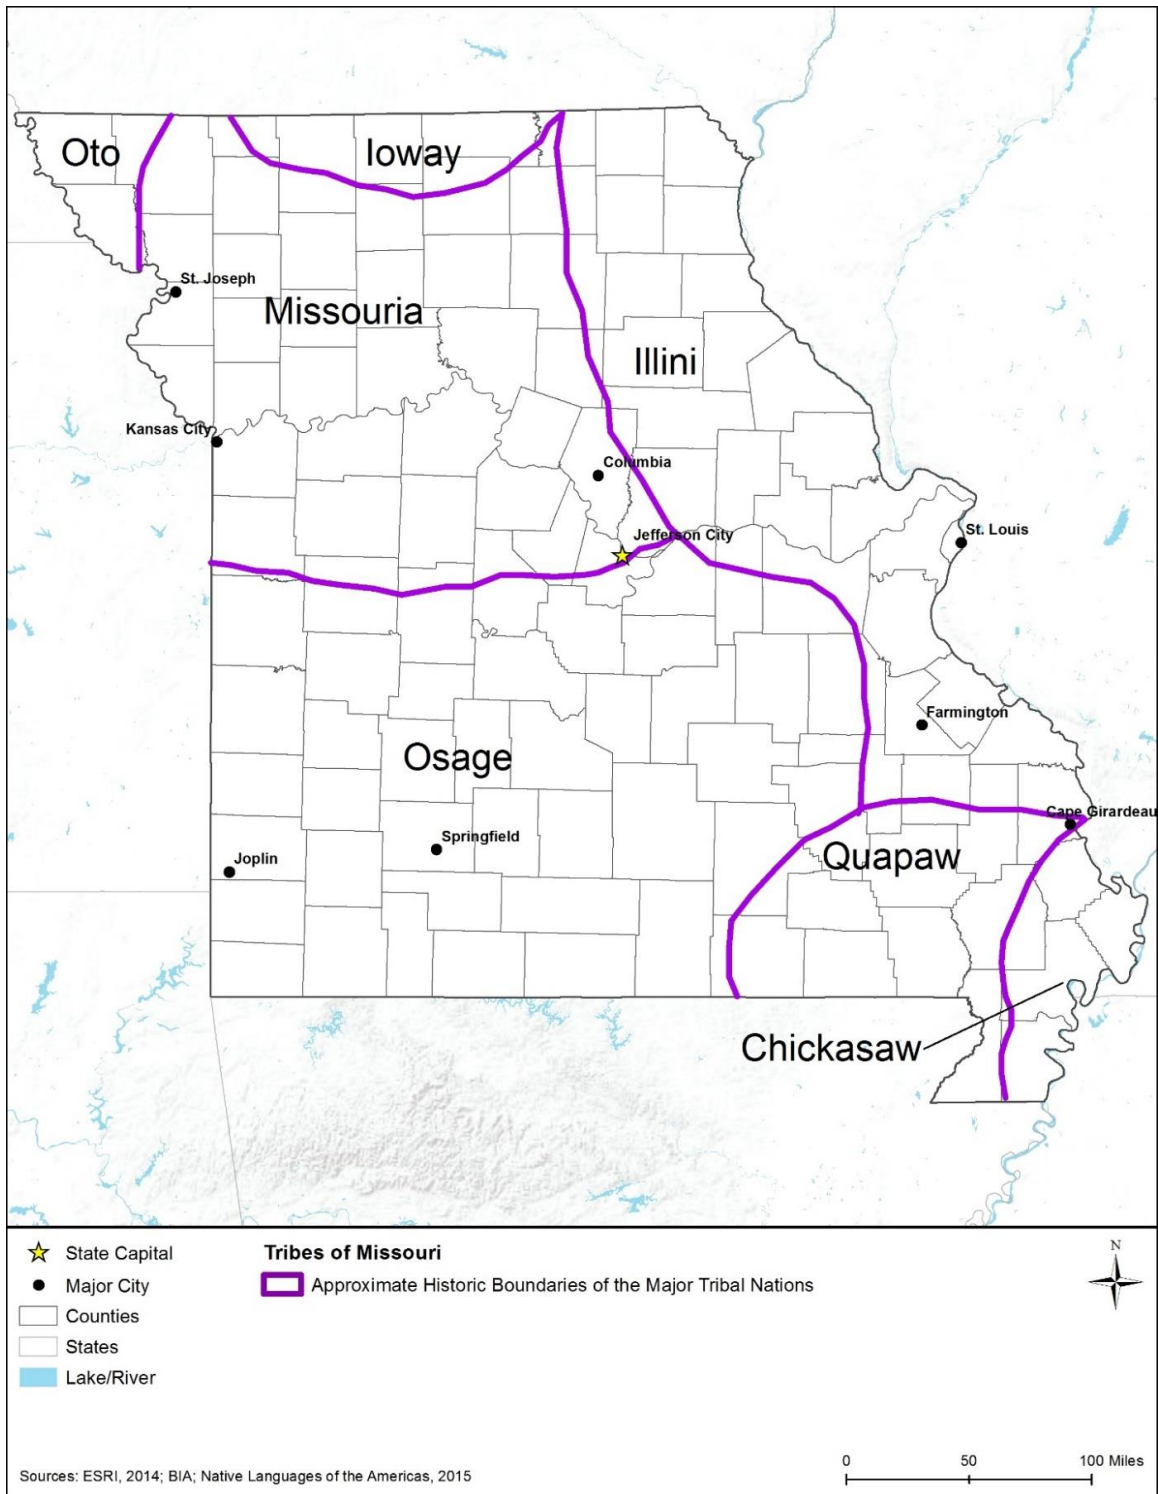 Oto
Ioway
St. Joseph
Missouria
Illini
Kansas City
Columbia
Jefferson City
St. Louis
Farmington
Osage
Cape Girardeau
Springfield
Joplin
Quapaw
Chickasaw
State Capital
Major City
Counties
States
Lake/River
Tribes of Missouri
Approximate Historic Boundaries of the Major Tribal Nations
N
0 50 100 Miles
Sources: ESRI, 2014; BIA; Native Languages of the Americas, 2015